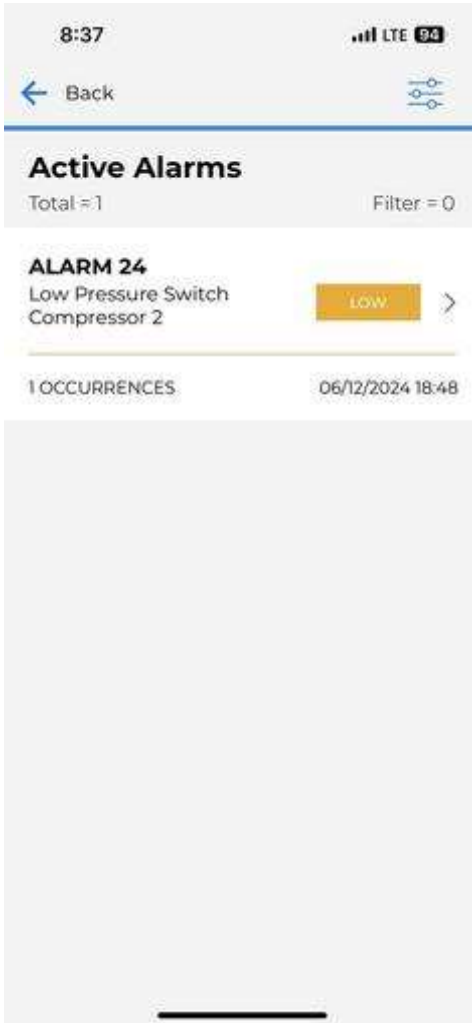 8:37 LTE 94
Back
Active Alarms
Total = 1 Filter = 0
ALARM 24
Low Pressure Switch
Compressor 2
LOW
1 OCCURRENCES 06/12/2024 18:48